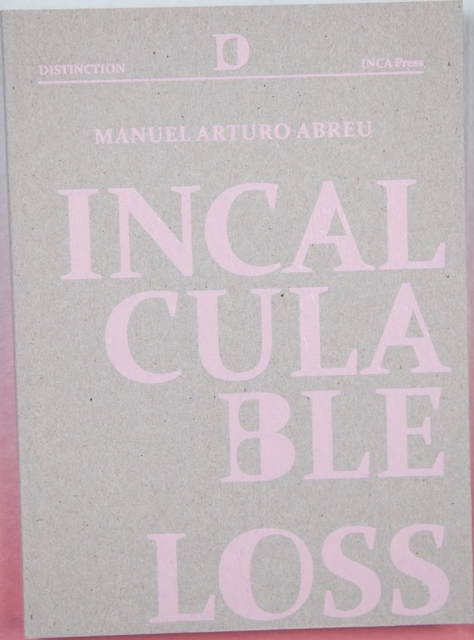 D
DISTINCTION INCA Press
MANUEL ARTURO ABREU
INCAL
CULA
BLE
LOSS